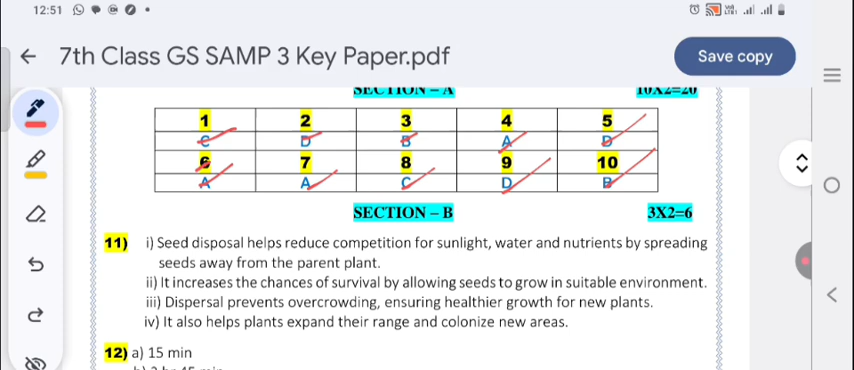 12:51
7th Class GS SAMP 3 Key Paper.pdf
Save copy
SECTION – A 10X2=20
1 2 3 4 5
C D B A D
6 7 8 9 10
A A C D B
SECTION – B 3X2=6
11) i) Seed disposal helps reduce competition for sunlight, water and nutrients by spreading
seeds away from the parent plant.
ii) It increases the chances of survival by allowing seeds to grow in suitable environment.
iii) Dispersal prevents overcrowding, ensuring healthier growth for new plants.
iv) It also helps plants expand their range and colonize new areas.
12) a) 15 min